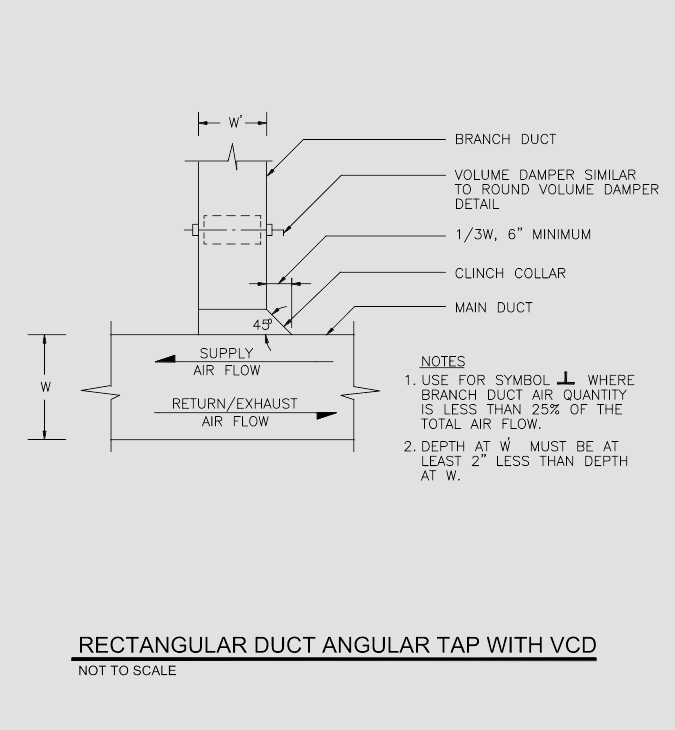 W'
BRANCH DUCT
VOLUME DAMPER SIMILAR
TO ROUND VOLUME DAMPER
DETAIL
1/3W, 6" MINIMUM
CLINCH COLLAR
MAIN DUCT
45°
SUPPLY
AIR FLOW
W
RETURN/EXHAUST
AIR FLOW
NOTES
1. USE FOR SYMBOL ⊥ WHERE
BRANCH DUCT AIR QUANTITY
IS LESS THAN 25% OF THE
TOTAL AIR FLOW.
2. DEPTH AT W' MUST BE AT
LEAST 2" LESS THAN DEPTH
AT W.
RECTANGULAR DUCT ANGULAR TAP WITH VCD
NOT TO SCALE